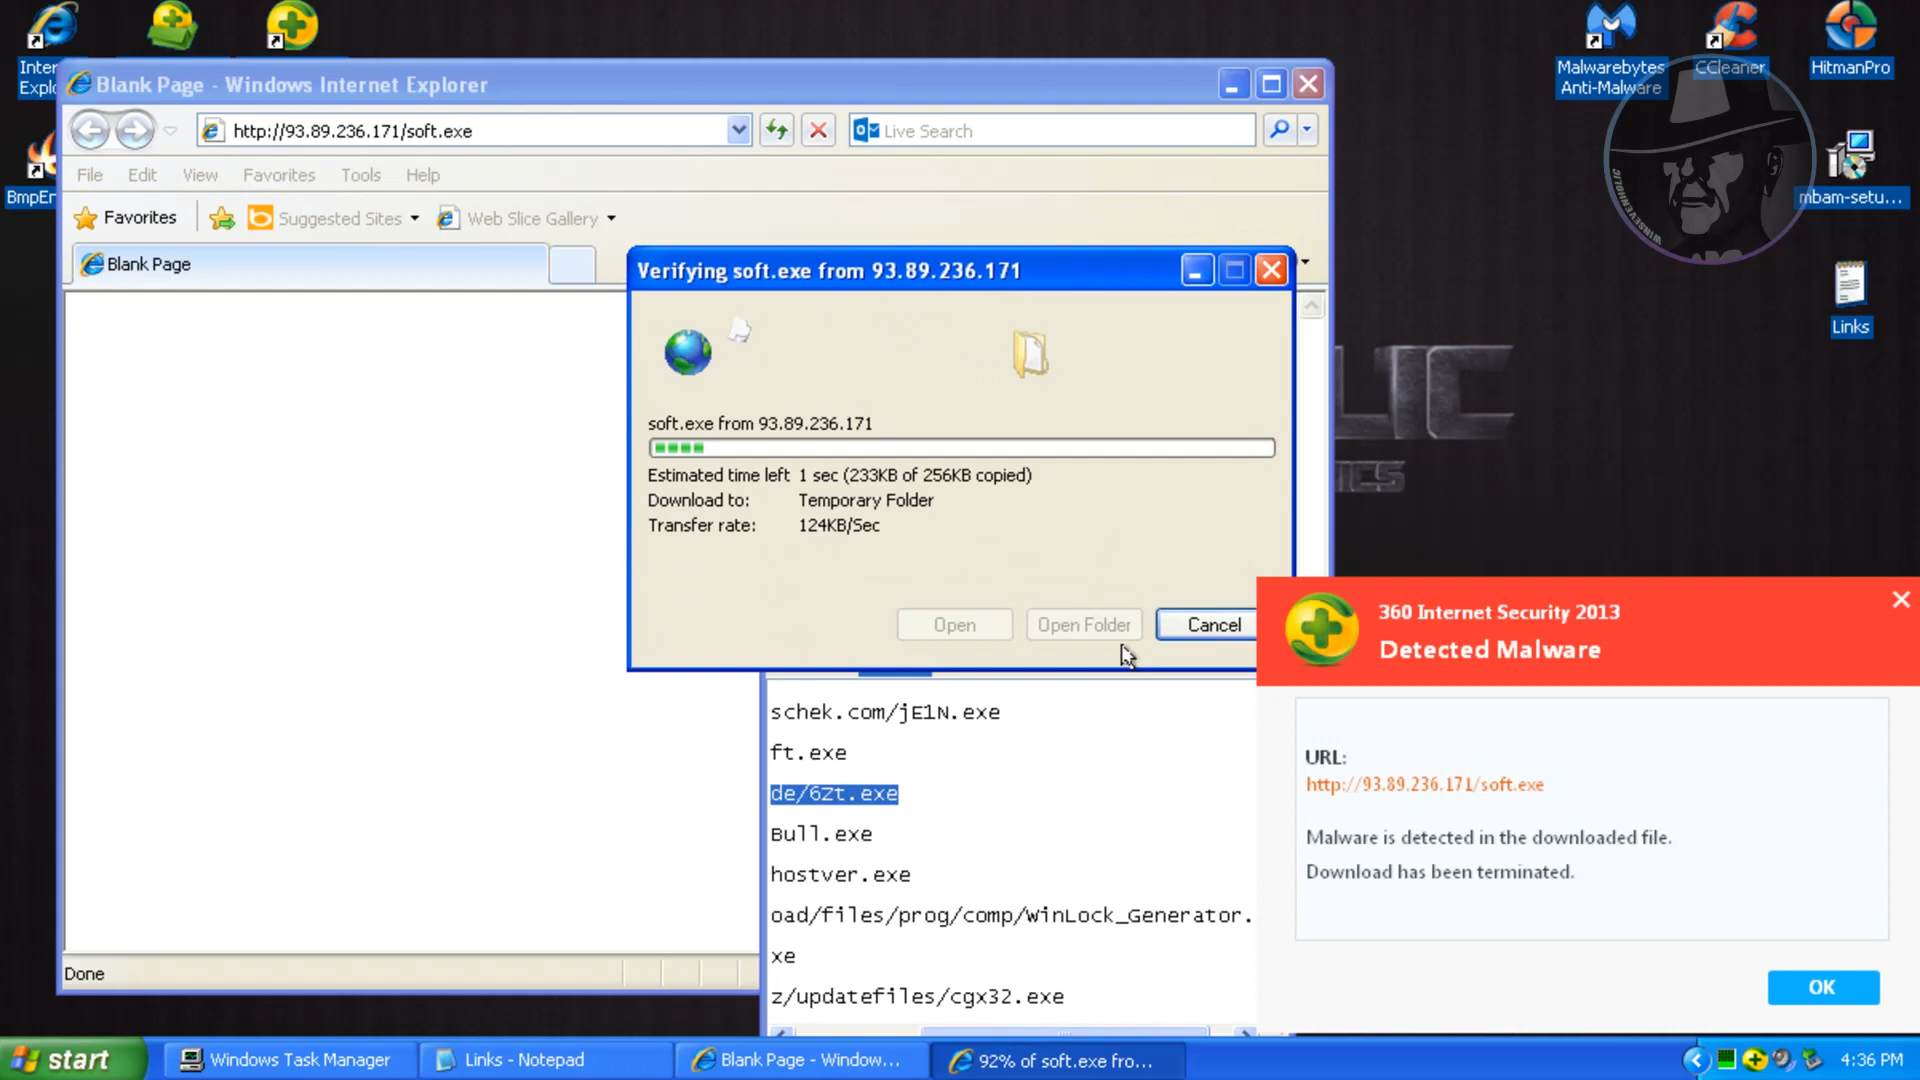 Inter
Explo
BmpEn
Malwarebytes
Anti-Malware
CCleaner
HitmanPro
mbam-setu...
Links
WINSEVENHOLIC
Blank Page - Windows Internet Explorer
http://93.89.236.171/soft.exe
Live Search
File Edit View Favorites Tools Help
Favorites Suggested Sites Web Slice Gallery
Blank Page
Verifying soft.exe from 93.89.236.171
soft.exe from 93.89.236.171
Estimated time left 1 sec (233KB of 256KB copied)
Download to: Temporary Folder
Transfer rate: 124KB/Sec
Open Open Folder Cancel
360 Internet Security 2013
Detected Malware
URL:
http://93.89.236.171/soft.exe
Malware is detected in the downloaded file.
Download has been terminated.
OK
schek.com/jE1N.exe
ft.exe
de/6Zt.exe
Bull.exe
hostver.exe
oad/files/prog/comp/WinLock_Generator.
xe
z/updatefiles/cgx32.exe
Done
start Windows Task Manager Links - Notepad Blank Page - Window... 92% of soft.exe fro... 4:36 PM